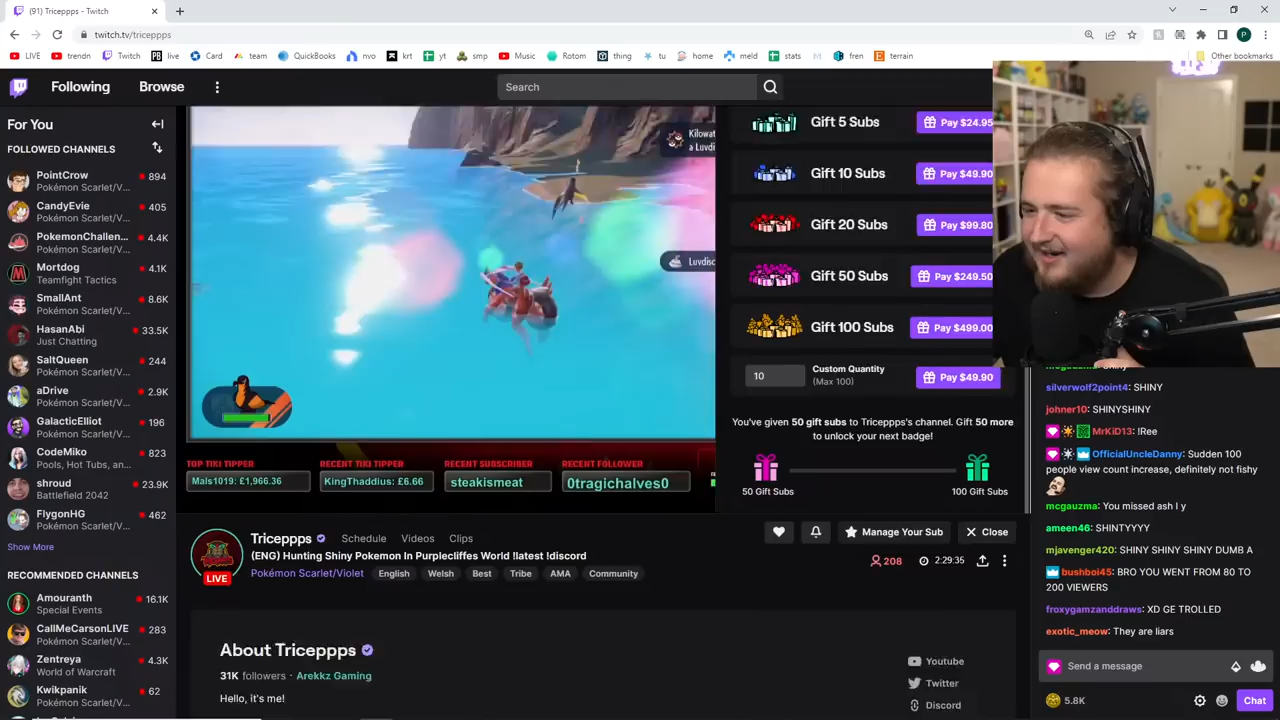 (91) Triceppps - Twitch
twitch.tv/triceppps
LIVE
trendn
Twitch
live
Card
team
QuickBooks
nvo
krt
yt
smp
Music
Rotom
thing
tu
home
meld
stats
fren
terrain
Other bookmarks
Following
Browse
Search
For You
FOLLOWED CHANNELS
PointCrow 894
Pokémon Scarlet/V...
CandyEvie 405
Pokémon Scarlet/V...
PokemonChallen... 4.4K
Pokémon Scarlet/V...
Mortdog 4.1K
Teamfight Tactics
SmallAnt 8.6K
Pokémon Scarlet/V...
HasanAbi 33.5K
Just Chatting
SaltQueen 244
Pokémon Scarlet/V...
aDrive 2.9K
Pokémon Scarlet/V...
GalacticElliot 196
Pokémon Scarlet/V...
CodeMiko 823
Pools, Hot Tubs, an...
shroud 23.9K
Battlefield 2042
FlygonHG 462
Pokémon Scarlet/V...
Show More
RECOMMENDED CHANNELS
Amouranth 16.1K
Special Events
CallMeCarsonLIVE 283
Pokémon Scarlet/V...
Zentreya 4.3K
World of Warcraft
Kwikpanik 62
Pokémon Scarlet/V...
Kilowat
a Luvdi
Luvdisc
TOP TIKI TIPPER
Mals1019: £1,966.36
RECENT TIKI TIPPER
KingThaddius: £6.66
RECENT SUBSCRIBER
steakismeat
RECENT FOLLOWER
0tragichalves0
Gift 5 Subs Pay $24.95
Gift 10 Subs Pay $49.90
Gift 20 Subs Pay $99.80
Gift 50 Subs Pay $249.50
Gift 100 Subs Pay $499.00
10
Custom Quantity
(Max 100)
Pay $49.90
You've given 50 gift subs to Triceppps's channel. Gift 50 more
to unlock your next badge!
50 Gift Subs
100 Gift Subs
Triceppps
Schedule
Videos
Clips
Manage Your Sub
Close
LIVE
(ENG) Hunting Shiny Pokemon In Purplecliffes World !latest !discord
Pokémon Scarlet/Violet
English
Welsh
Best
Tribe
AMA
Community
208
2:29:35
About Triceppps
31K followers · Arekkz Gaming
Hello, it's me!
Youtube
Twitter
Discord
silverwolf2point4: SHINY
johner10: SHINYSHINY
MrKiD13: !Ree
OfficialUncleDanny: Sudden 100
people view count increase, definitely not fishy
mcgauzma: You missed ash I y
ameen46: SHINTYYYY
mjavenger420: SHINY SHINY SHINY DUMB A
bushboi45: BRO YOU WENT FROM 80 TO
200 VIEWERS
froxygamzanddraws: XD GE TROLLED
exotic_meow: They are liars
Send a message
5.8K
Chat